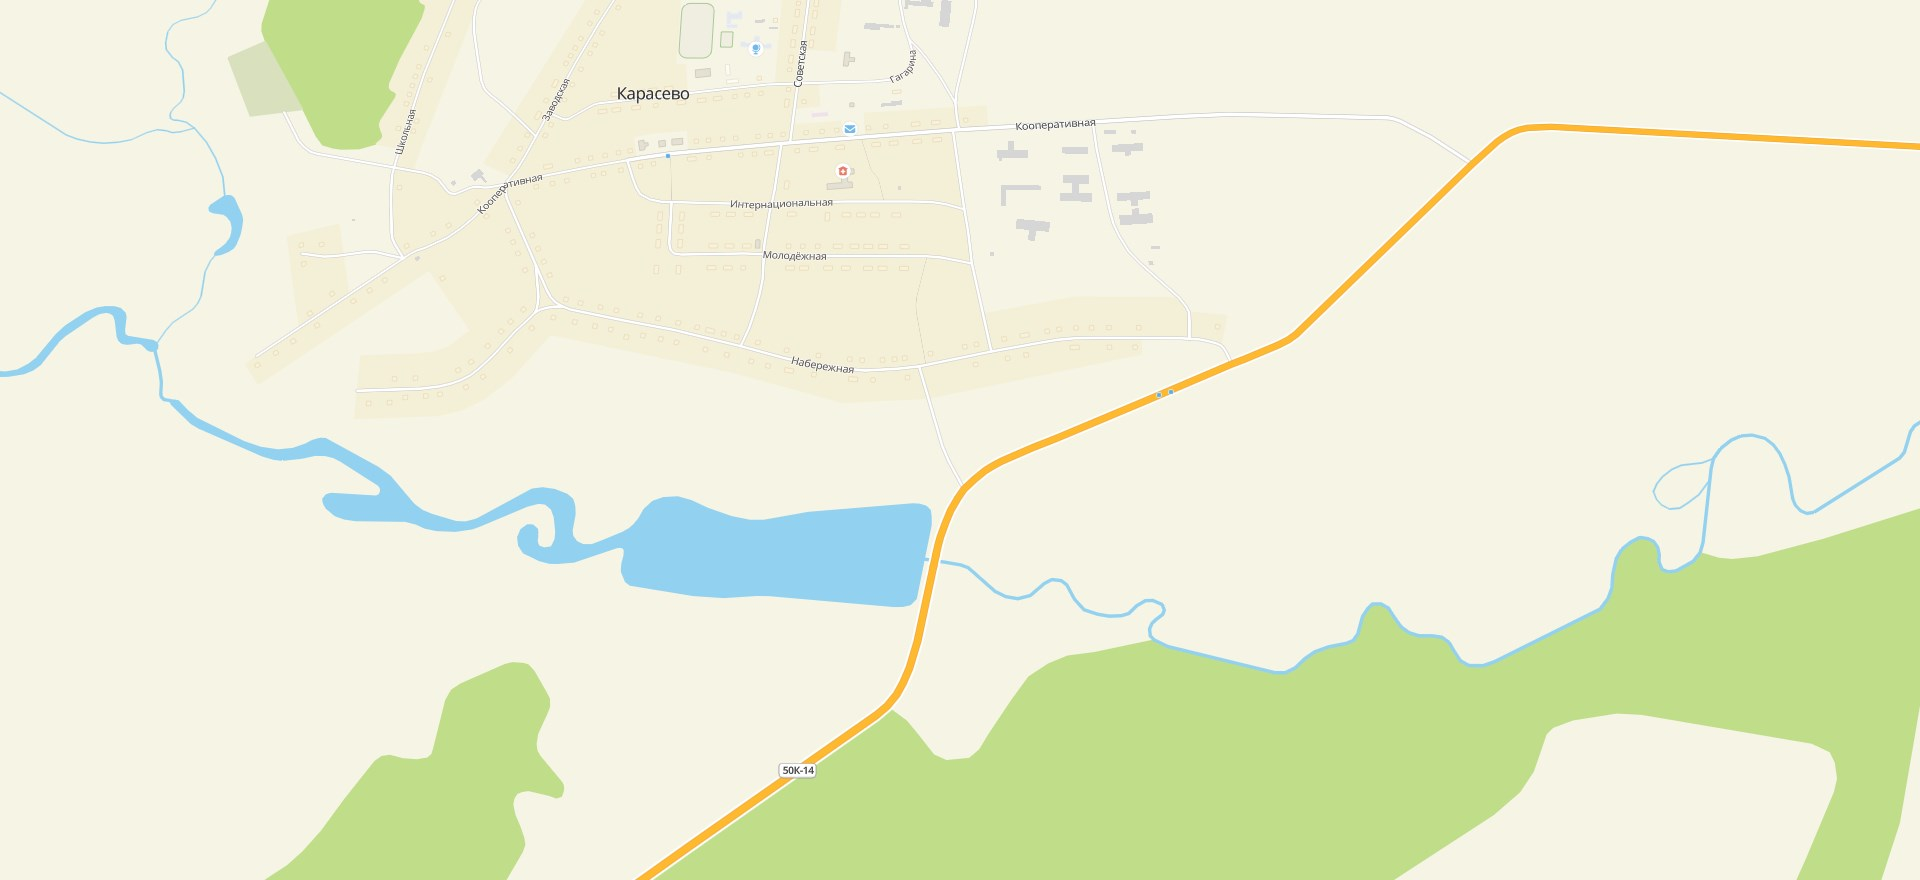 Советская
Гагарина
Карасево
Заводская
Школьная
Кооперативная
Кооперативная
Интернациональная
Молодёжная
Набережная
50К-14